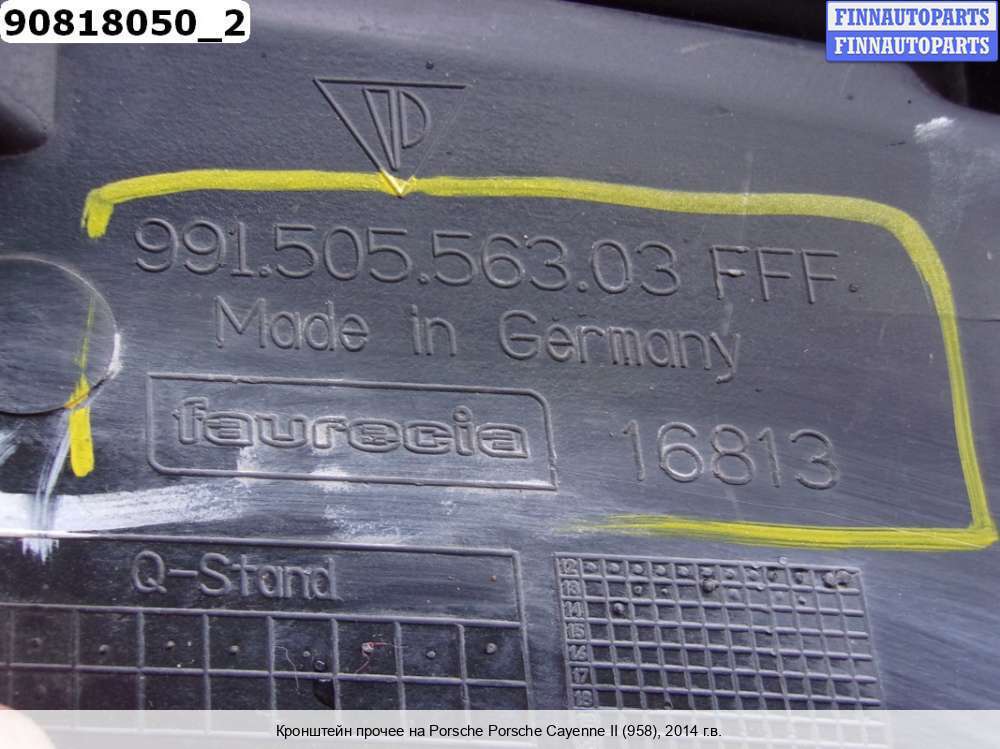 90818050_2
FINNAUTOPARTS
FINNAUTOPARTS
991.505.563.03 FFF
Made in Germany
faurecia
16813
Q-Stand
12
13
14
15
16
17
18
Кронштейн прочее на Porsche Porsche Cayenne II (958), 2014 г.в.